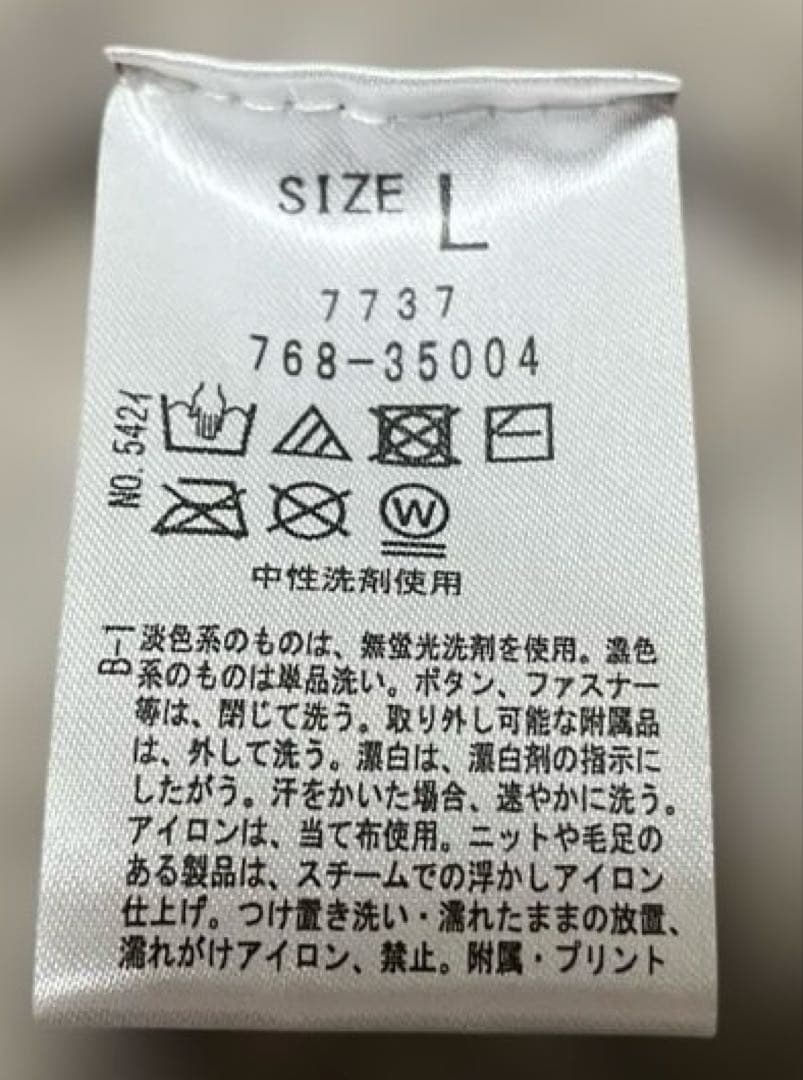 SIZE L
7737
768-35004
NO. 5421
W
中性洗剤使用
B-1
淡色系のものは、無蛍光洗剤を使用。濃色
系のものは単品洗い。ボタン、ファスナー
等は、閉じて洗う。取り外し可能な附属品
は、外して洗う。漂白は、漂白剤の指示に
したがう。汗をかいた場合、速やかに洗う。
アイロンは、当て布使用。ニットや毛足の
ある製品は、スチームでの浮かしアイロン
仕上げ。つけ置き洗い・濡れたままの放置、
濡れがけアイロン、禁止。附属・プリント